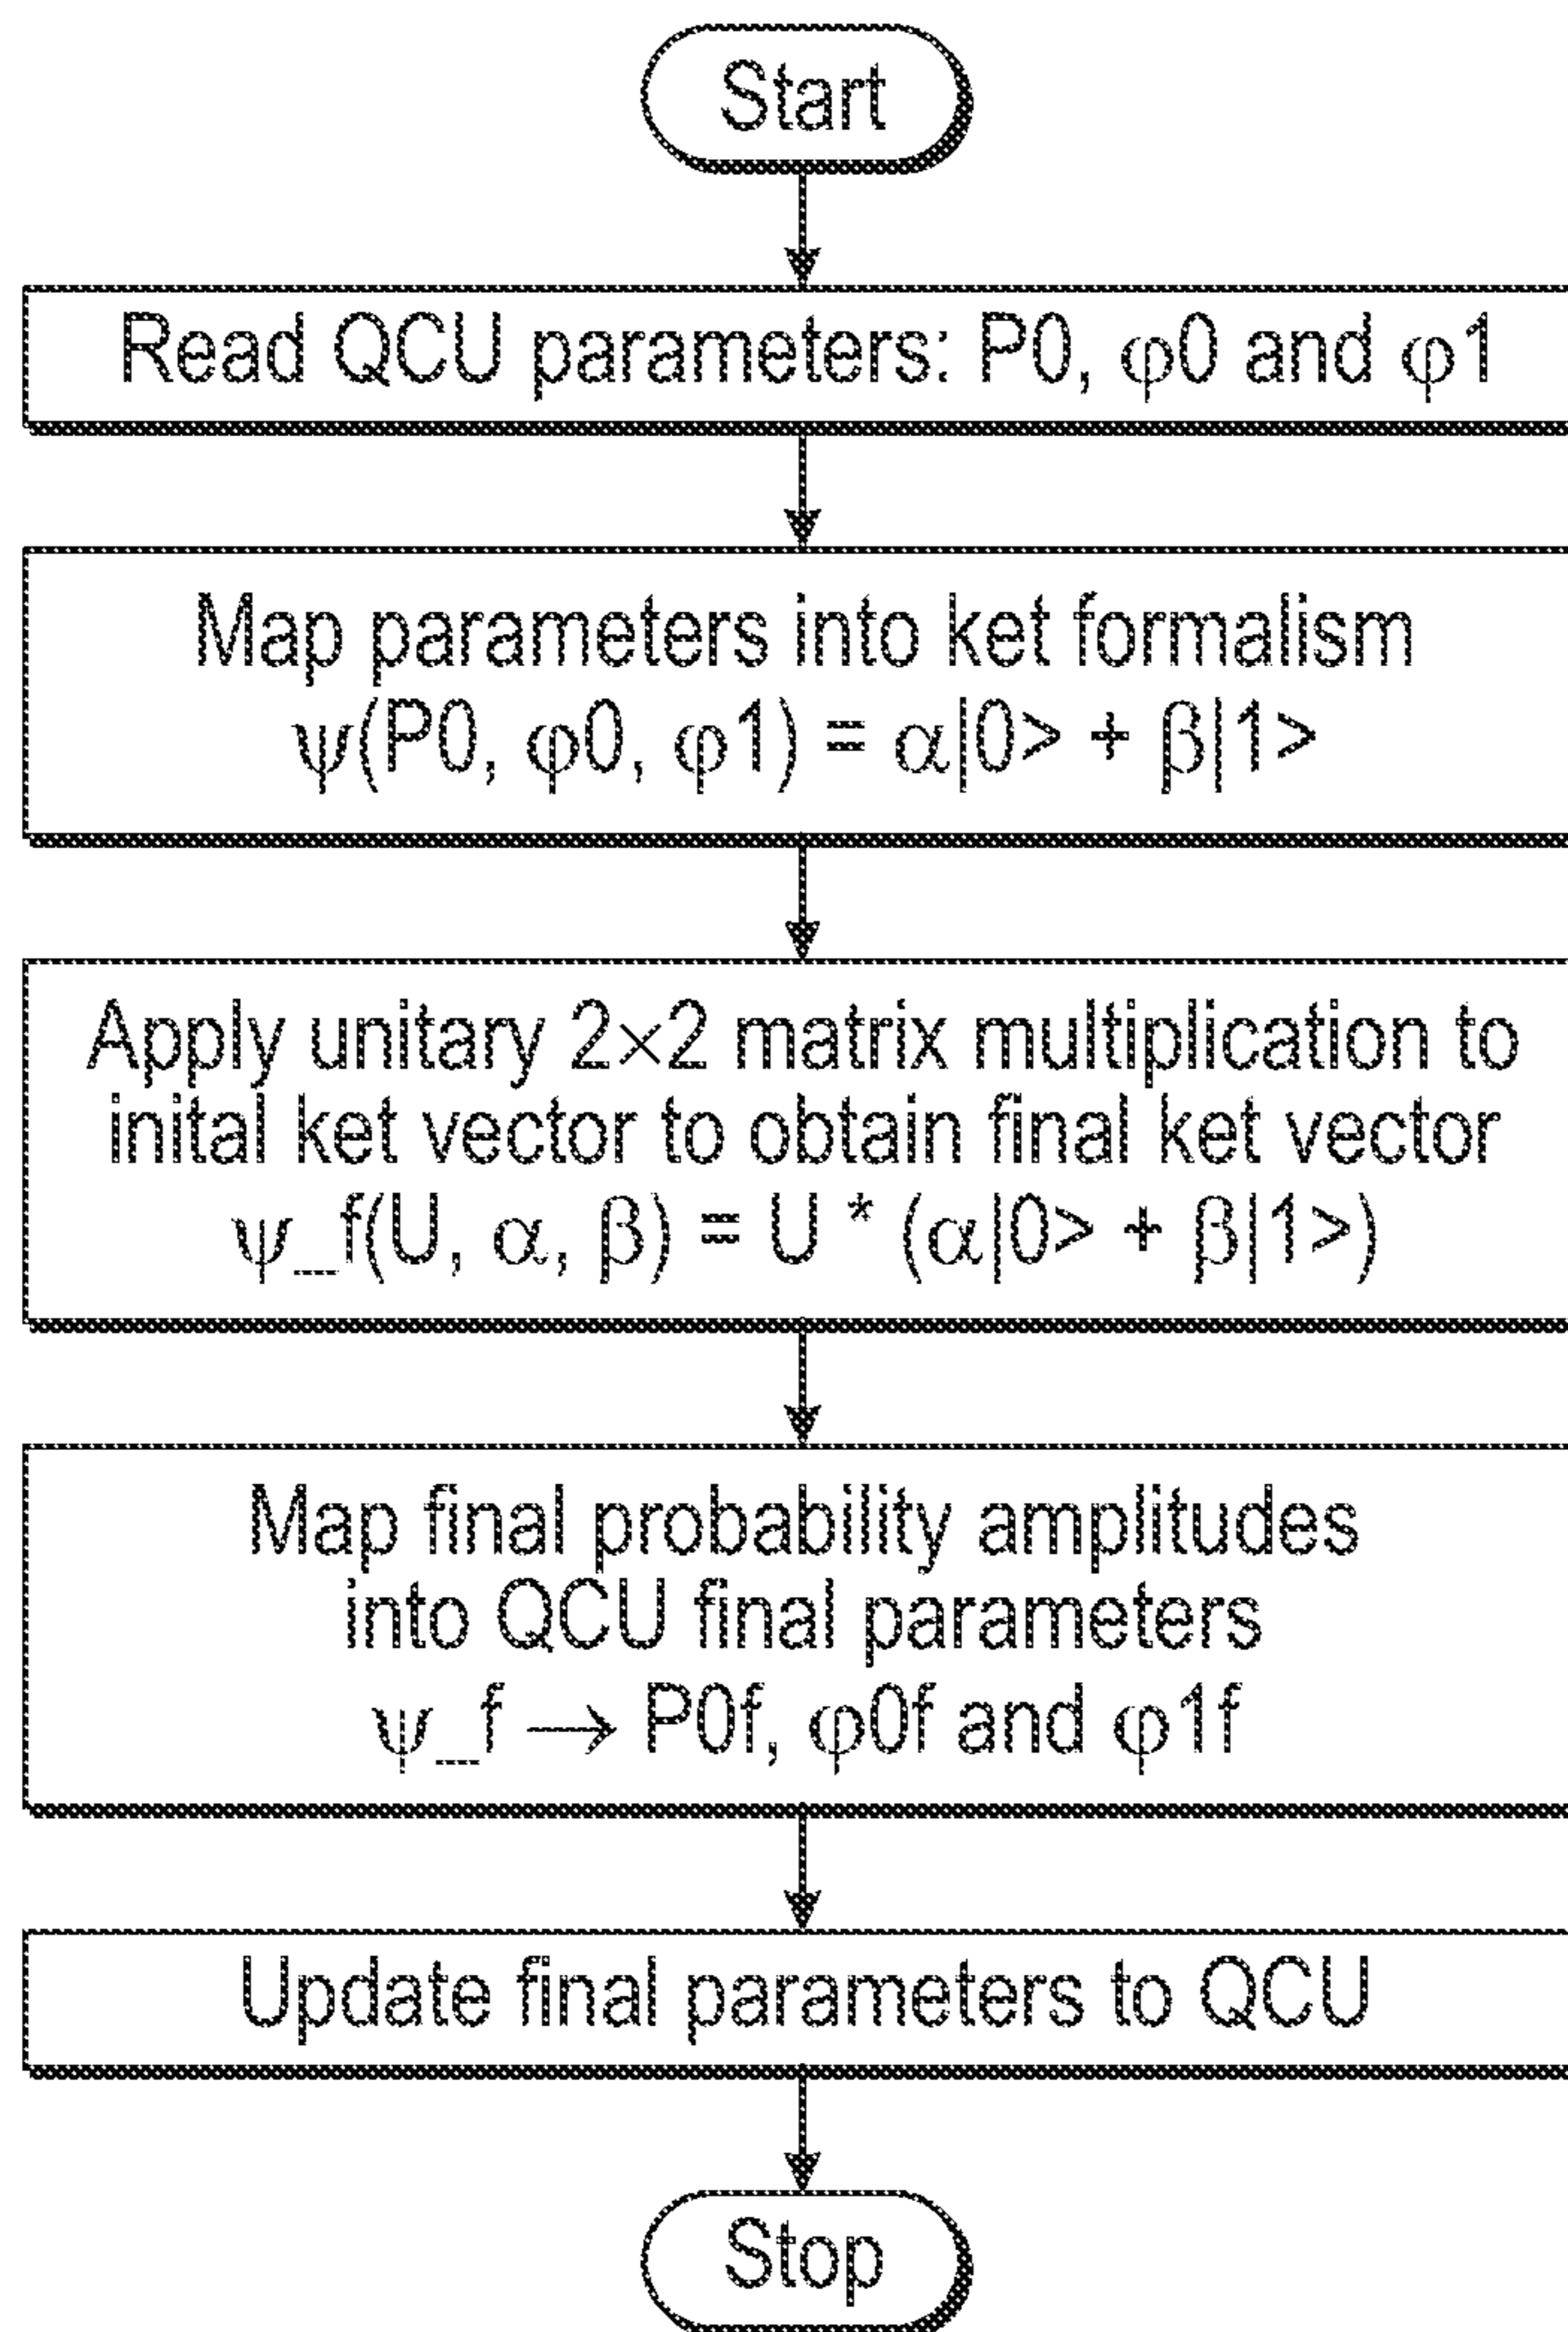 Start
Read QCU parameters: P0, φ0 and φ1
Map parameters into ket formalism
ψ(P0, φ0, φ1) = α|0> + β|1>
Apply unitary 2×2 matrix multiplication to
inital ket vector to obtain final ket vector
ψ_f(U, α, β) = U * (α|0> + β|1>)
Map final probability amplitudes
into QCU final parameters
ψ_f → P0f, φ0f and φ1f
Update final parameters to QCU
Stop